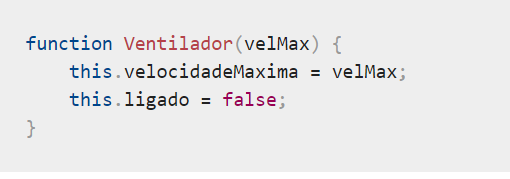 function Ventilador(velMax) {
    this.velocidadeMaxima = velMax;
    this.ligado = false;
}